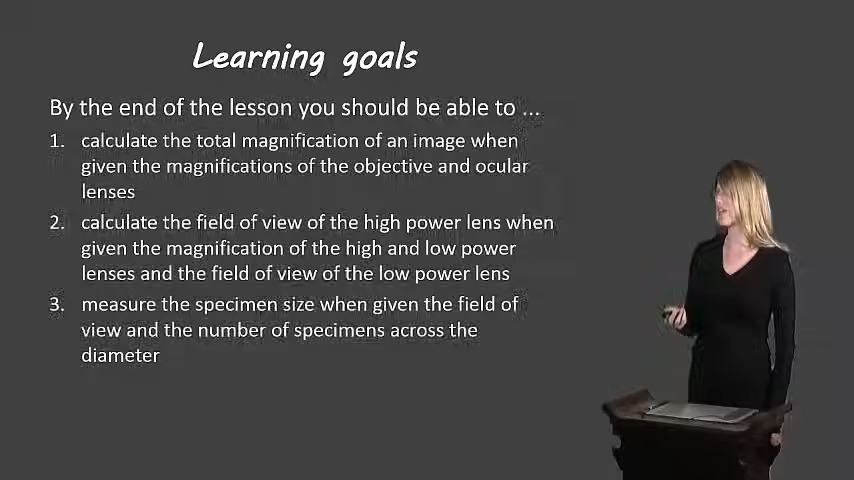 Learning goals
By the end of the lesson you should be able to ...
1. calculate the total magnification of an image when
given the magnifications of the objective and ocular
lenses
2. calculate the field of view of the high power lens when
given the magnification of the high and low power
lenses and the field of view of the low power lens
3. measure the specimen size when given the field of
view and the number of specimens across the
diameter